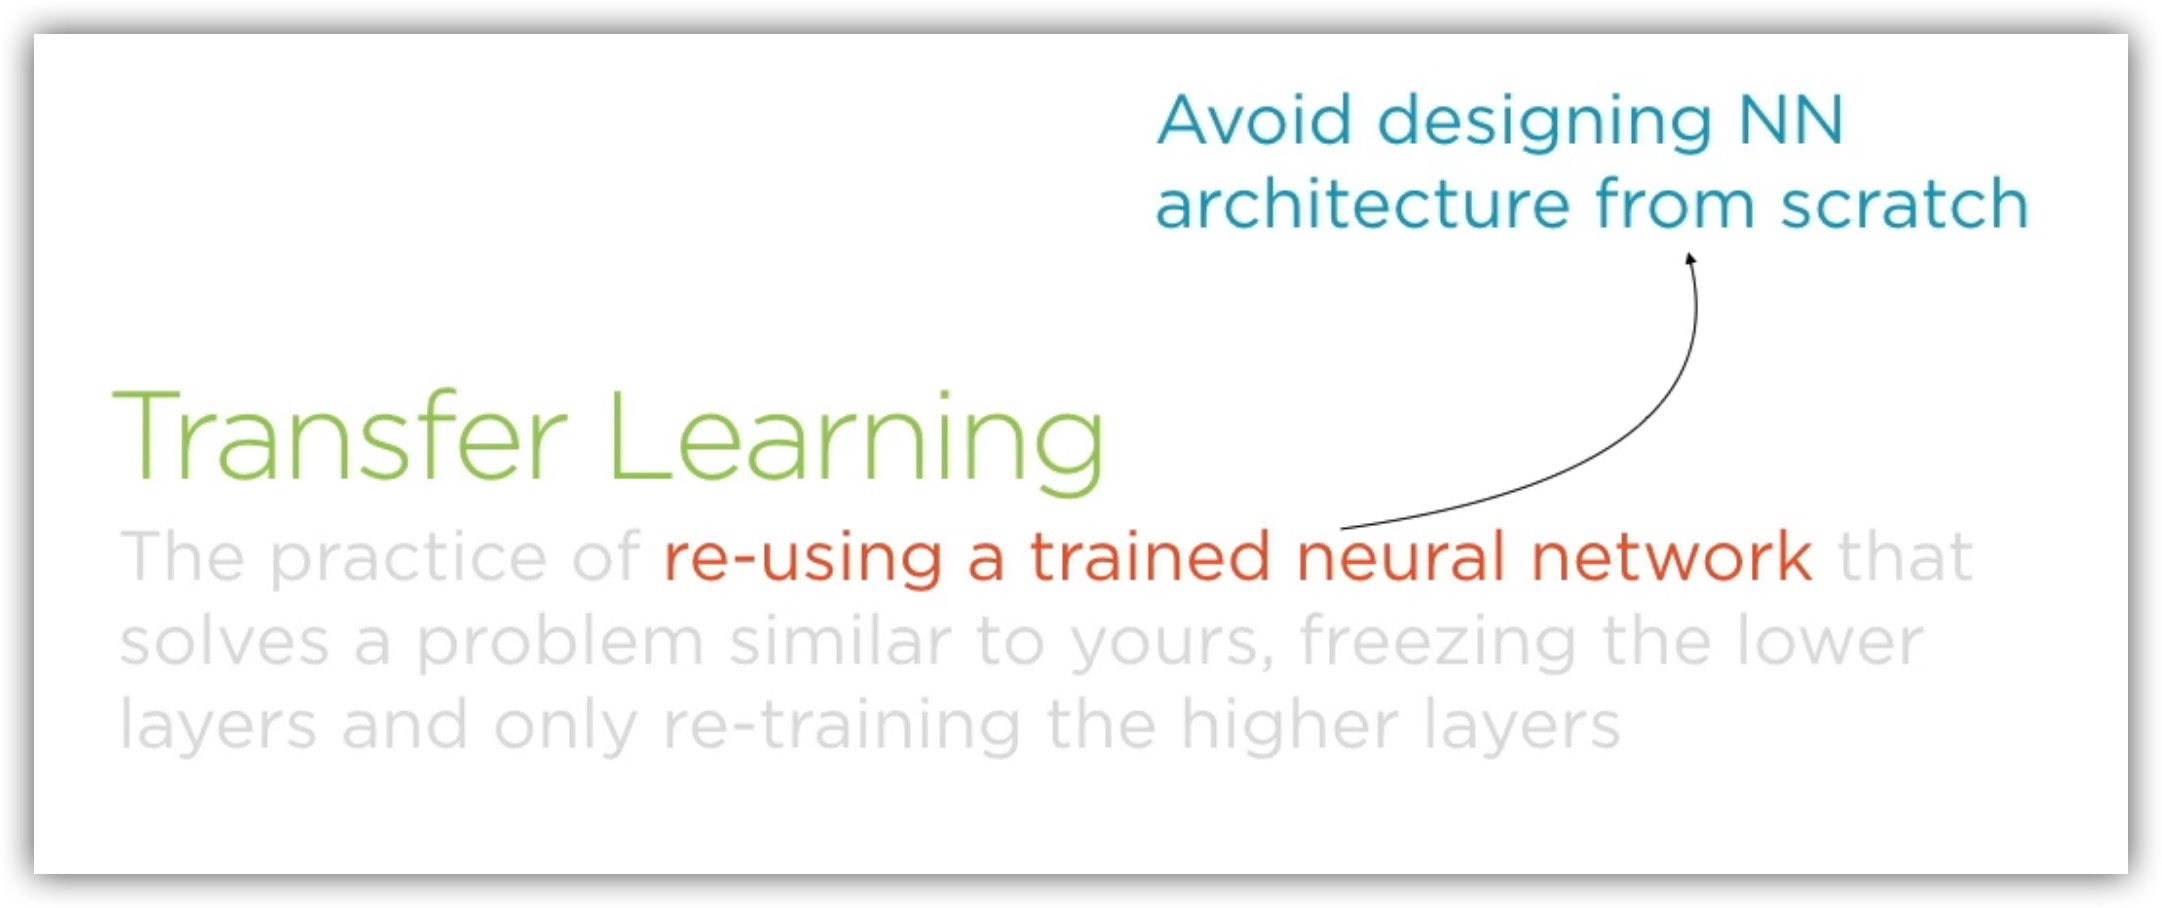 Avoid designing NN
architecture from scratch
Transfer Learning
The practice of re-using a trained neural network that
solves a problem similar to yours, freezing the lower
layers and only re-training the higher layers